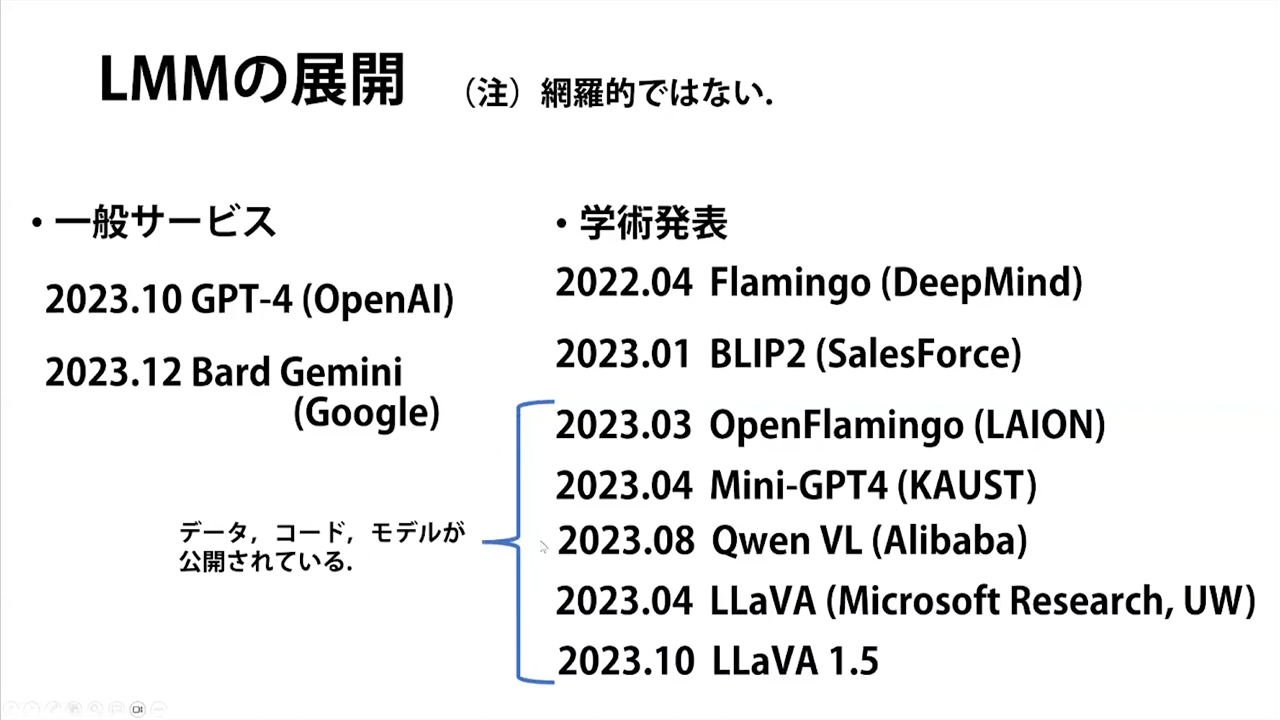 LMMの展開 （注）網羅的ではない.
・一般サービス
2023.10 GPT-4 (OpenAI)
2023.12 Bard Gemini
(Google)
・学術発表
2022.04 Flamingo (DeepMind)
2023.01 BLIP2 (SalesForce)
2023.03 OpenFlamingo (LAION)
2023.04 Mini-GPT4 (KAUST)
2023.08 Qwen VL (Alibaba)
2023.04 LLaVA (Microsoft Research, UW)
2023.10 LLaVA 1.5
データ，コード，モデルが
公開されている.